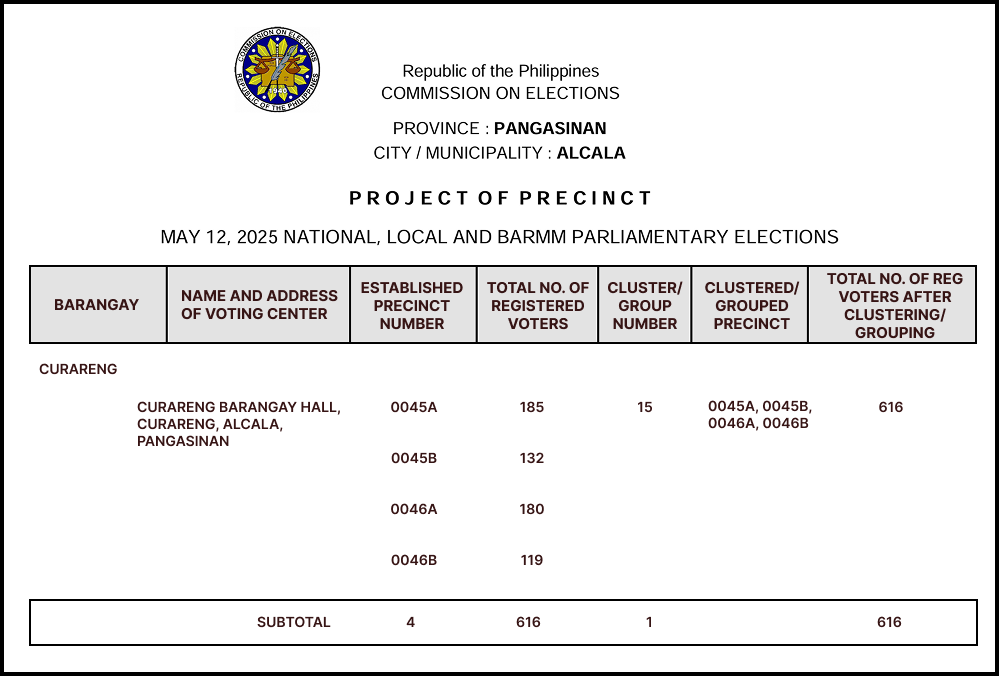 COMMISSION ON ELECTIONS
REPUBLIC OF THE PHILIPPINES
1940
Republic of the Philippines
COMMISSION ON ELECTIONS
PROVINCE : PANGASINAN
CITY / MUNICIPALITY : ALCALA
PROJECT OF PRECINCT
MAY 12, 2025 NATIONAL, LOCAL AND BARMM PARLIAMENTARY ELECTIONS
BARANGAY
NAME AND ADDRESS
OF VOTING CENTER
ESTABLISHED
PRECINCT
NUMBER
TOTAL NO. OF
REGISTERED
VOTERS
CLUSTER/
GROUP
NUMBER
CLUSTERED/
GROUPED
PRECINCT
TOTAL NO. OF REG
VOTERS AFTER
CLUSTERING/
GROUPING
CURARENG
CURARENG BARANGAY HALL,
CURARENG, ALCALA,
PANGASINAN
0045A 185 15 0045A, 0045B, 616
0046A, 0046B
0045B 132
0046A 180
0046B 119
SUBTOTAL 4 616 1 616